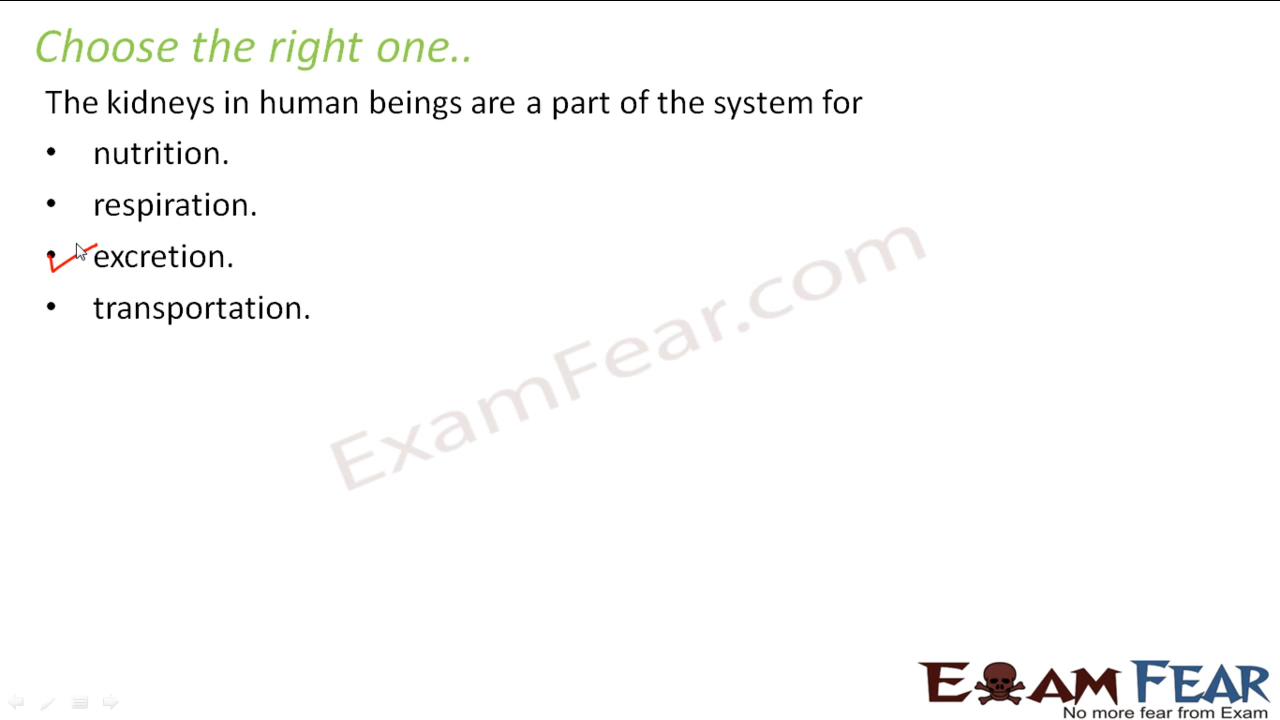 Choose the right one..
The kidneys in human beings are a part of the system for
• nutrition.
• respiration.
• excretion.
• transportation.
ExamFear.com
EXAM FEAR
No more fear from Exam